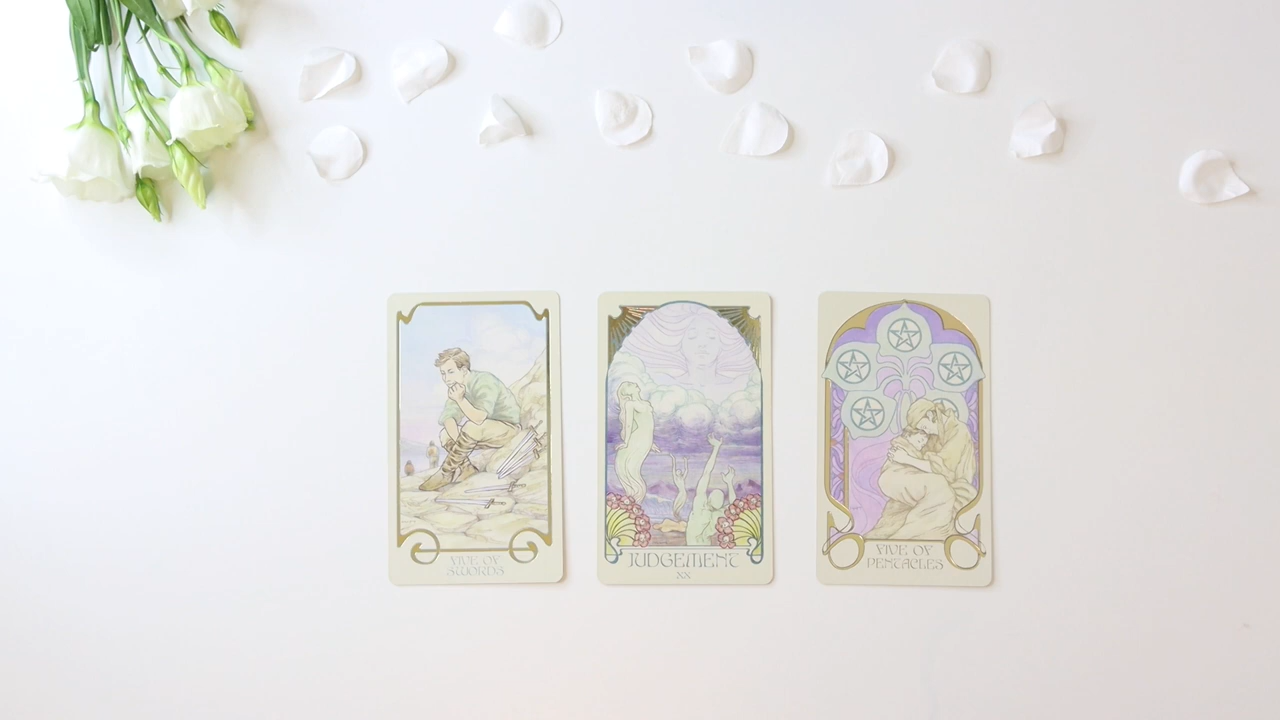 FIVE OF
SWORDS
JUDGEMENT
XX
FIVE OF
PENTACLES